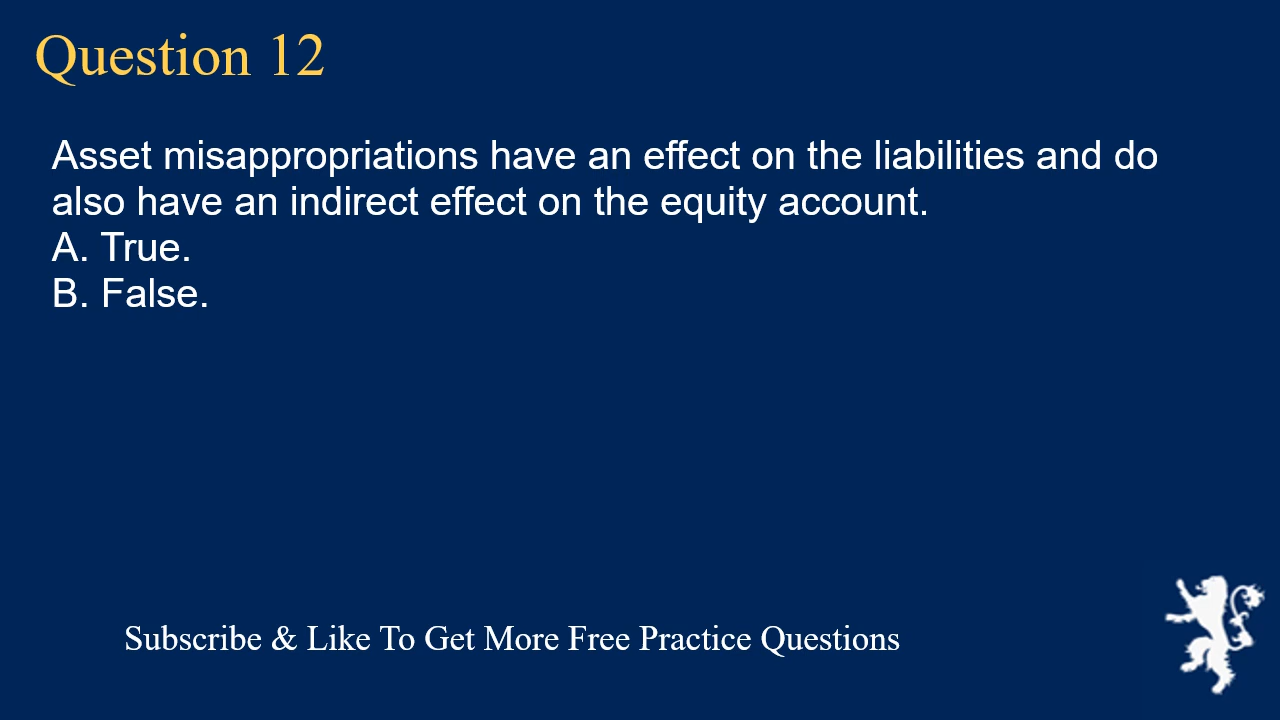 Question 12
Asset misappropriations have an effect on the liabilities and do
also have an indirect effect on the equity account.
A. True.
B. False.
Subscribe & Like To Get More Free Practice Questions